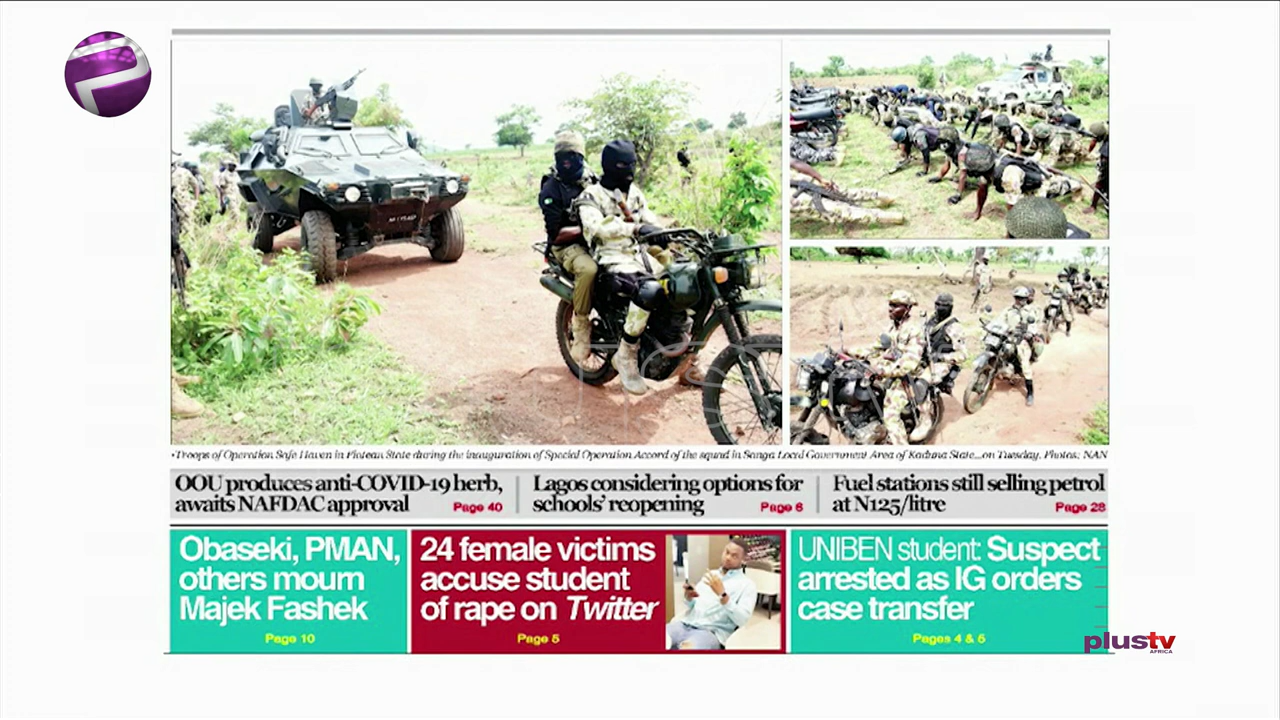 •Troops of Operation Safe Haven in Plateau State during the inauguration of Special Operation Accord of the squad in Sanga Local Government Area of Kaduna State...on Tuesday. Photos: NAN
OOU produces anti-COVID-19 herb,
awaits NAFDAC approval Page 40
Lagos considering options for
schools' reopening Page 6
Fuel stations still selling petrol
at N125/litre Page 28
Obaseki, PMAN,
others mourn
Majek Fashek
Page 10
24 female victims
accuse student
of rape on Twitter
Page 5
UNIBEN student: Suspect
arrested as IG orders
case transfer
Pages 4 & 5
plustv
AFRICA